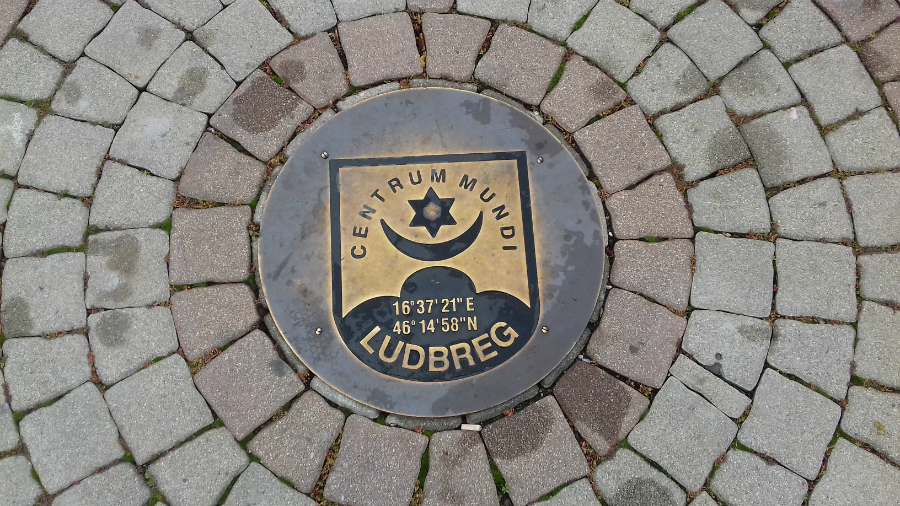 CENTRUM MUNDI
16°37'21"E
46°14'58"N
LUDBREG